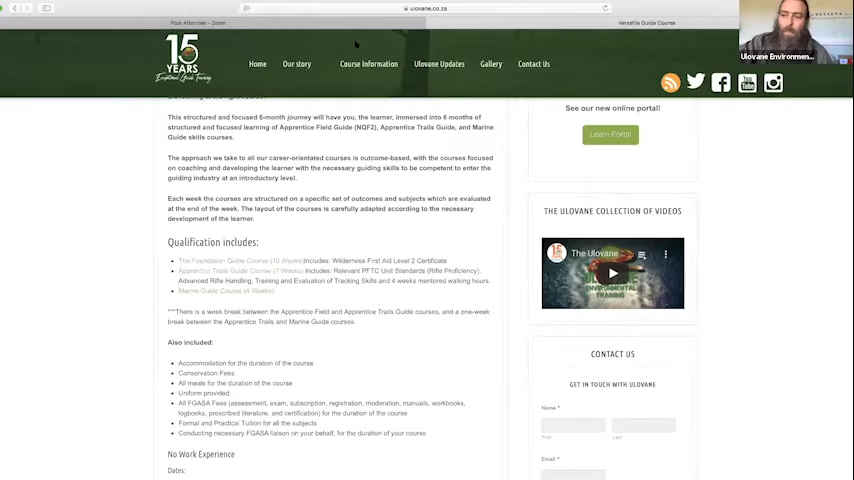 ulovane.co.za
Post Attendee - Zoom
Versatile Guide Course
15
YEARS
Exceptional Guide Training
Home
Our story
Course Information
Ulovane Updates
Gallery
Contact Us
You
Tube
Ulovane Environmen...
This structured and focused 6-month journey will have you, the learner, immersed into 6 months of
structured and focused learning of Apprentice Field Guide (NQF2), Apprentice Trails Guide, and Marine
Guide skills courses.
The approach we take to all our career-orientated courses is outcome-based, with the courses focused
on coaching and developing the learner with the necessary guiding skills to be competent to enter the
guiding industry at an introductory level.
Each week the courses are structured on a specific set of outcomes and subjects which are evaluated
at the end of the week. The layout of the courses is carefully adapted according to the necessary
development of the learner.
Qualification includes:
The Foundation Guide Course (10 Weeks)Includes: Wilderness First Aid Level 2 Certificate
Apprentice Trails Guide Course (7 Weeks) Includes: Relevant PFTC Unit Standards (Rifle Proficiency),
Advanced Rifle Handling, Training and Evaluation of Tracking Skills and 4 weeks mentored walking hours.
Marine Guide Course (4 Weeks)
***There is a week break between the Apprentice Field and Apprentice Trails Guide courses, and a one-week
break between the Apprentice Trails and Marine Guide courses.
Also included:
Accommodation for the duration of the course
Conservation Fees
All meals for the duration of the course
Uniform provided
All FGASA Fees (assessment, exam, subscription, registration, moderation, manuals, workbooks,
logbooks, prescribed literature, and certification) for the duration of the course
Formal and Practical Tuition for all the subjects
Conducting necessary FGASA liaison on your behalf, for the duration of your course
No Work Experience
Dates:
See our new online portal!
Learn Portal
THE ULOVANE COLLECTION OF VIDEOS
15
The Ulovane
ENVIRONMENTAL
TRAINING
CONTACT US
GET IN TOUCH WITH ULOVANE
Name *
First
Last
Email *